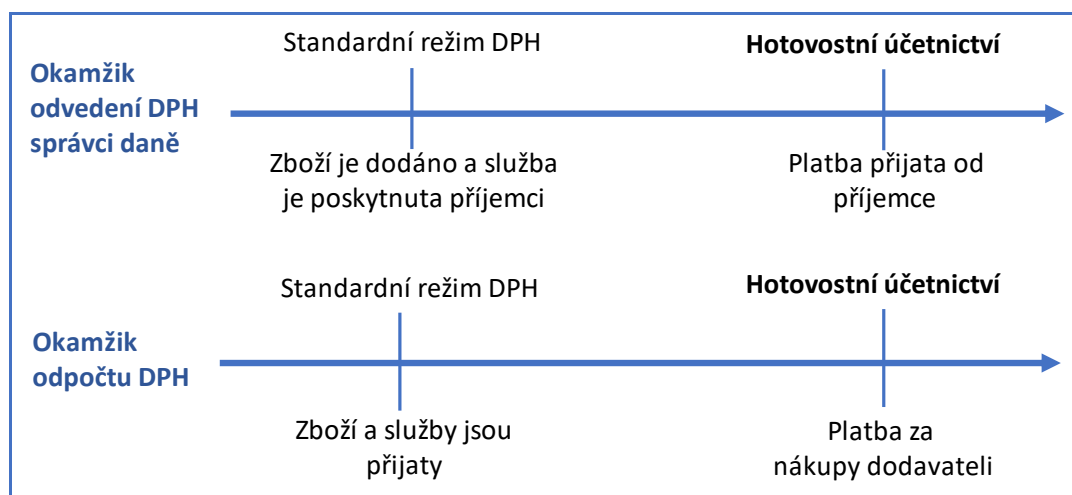 Standardní režim DPH
Hotovostní účetnictví
Okamžik
odvedení DPH
správci daně
Zboží je dodáno a služba
je poskytnuta příjemci
Platba přijata od
příjemce
Standardní režim DPH
Hotovostní účetnictví
Okamžik
odpočtu DPH
Zboží a služby jsou
přijaty
Platba za
nákupy dodavateli